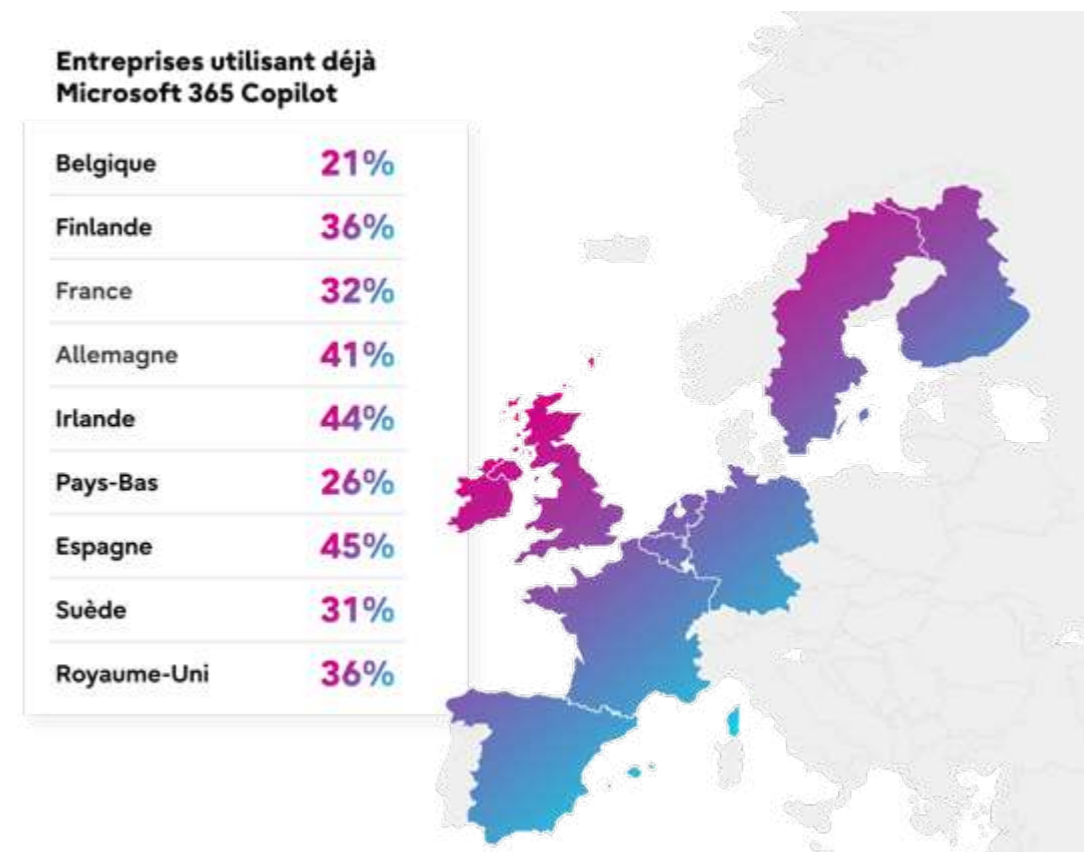 Entreprises utilisant déjà
Microsoft 365 Copilot
Belgique 21%
Finlande 36%
France 32%
Allemagne 41%
Irlande 44%
Pays-Bas 26%
Espagne 45%
Suède 31%
Royaume-Uni 36%